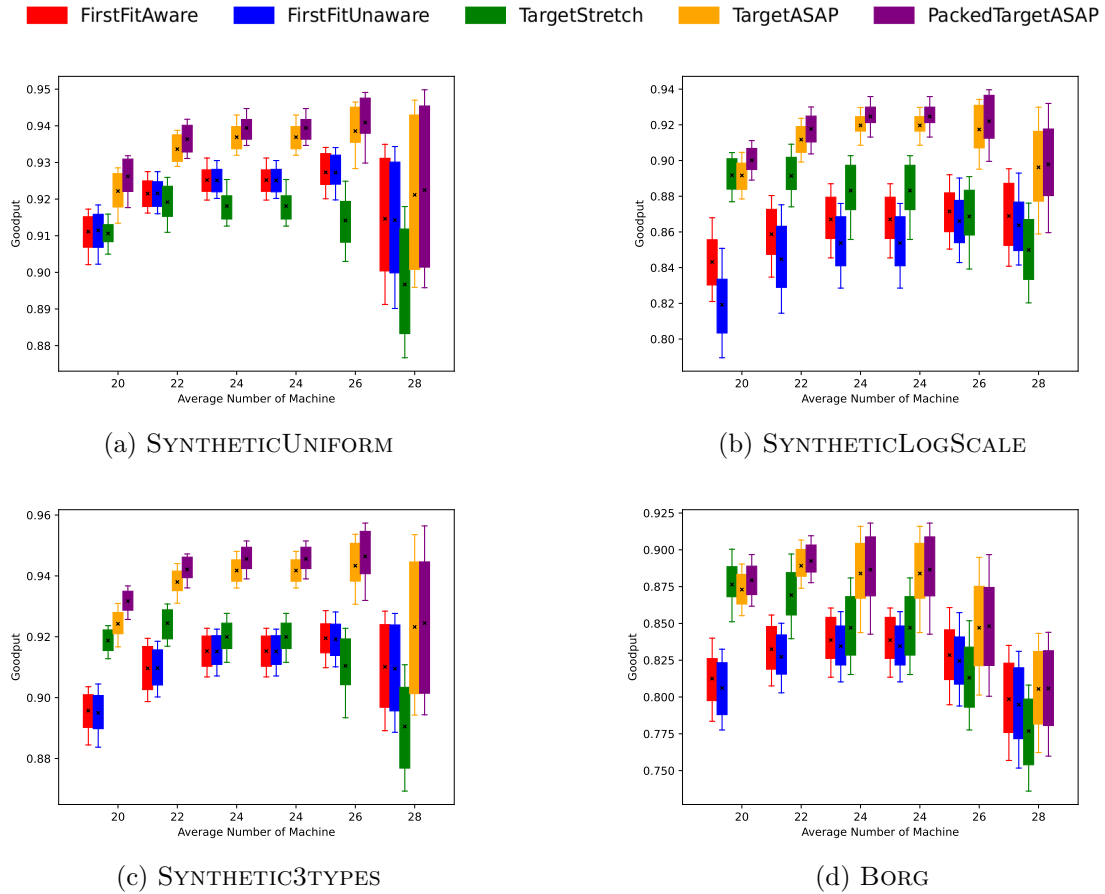 FirstFitAware FirstFitUnaware TargetStretch TargetASAP PackedTargetASAP
0.95
0.94
0.93
0.92
0.91
0.90
0.89
0.88
Goodput
20 22 24 24 26 28
Average Number of Machine
(a) SYNTHETICUNIFORM
0.94
0.92
0.90
0.88
0.86
0.84
0.82
0.80
Goodput
20 22 24 24 26 28
Average Number of Machine
(b) SYNTHETICLOGSCALE
0.96
0.94
0.92
0.90
0.88
Goodput
20 22 24 24 26 28
Average Number of Machine
(c) SYNTHETIC3TYPES
0.925
0.900
0.875
0.850
0.825
0.800
0.775
0.750
Goodput
20 22 24 24 26 28
Average Number of Machine
(d) BORG